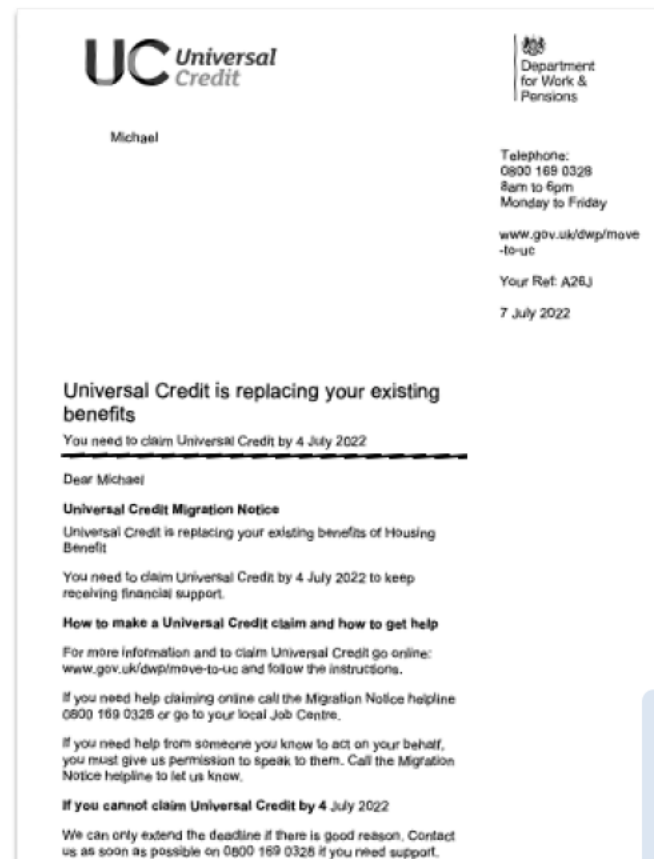 UC Universal
Credit
Department
for Work &
Pensions
Michael
Telephone:
0800 169 0328
8am to 6pm
Monday to Friday
www.gov.uk/dwp/move
-to-uc
Your Ref: A26J
7 July 2022
Universal Credit is replacing your existing
benefits
You need to claim Universal Credit by 4 July 2022
Dear Michael
Universal Credit Migration Notice
Universal Credit is replacing your existing benefits of Housing
Benefit
You need to claim Universal Credit by 4 July 2022 to keep
receiving financial support.
How to make a Universal Credit claim and how to get help
For more information and to claim Universal Credit go online:
www.gov.uk/dwp/move-to-uc and follow the instructions.
If you need help claiming online call the Migration Notice helpline
0800 169 0328 or go to your local Job Centre.
If you need help from someone you know to act on your behalf,
you must give us permission to speak to them. Call the Migration
Notice helpline to let us know.
If you cannot claim Universal Credit by 4 July 2022
We can only extend the deadline if there is good reason. Contact
us as soon as possible on 0800 169 0328 if you need support.